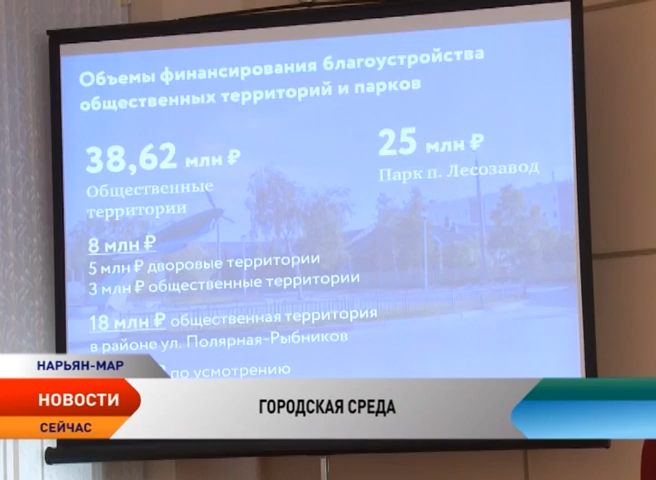 Объемы финансирования благоустройства
общественных территорий и парков
38,62 млн ₽
Общественные
территории
25 млн ₽
Парк п. Лесозавод
8 млн ₽
5 млн ₽ дворовые территории
3 млн ₽ общественные территории
18 млн ₽ общественная территория
в районе ул. Полярная-Рыбников
по усмотрению
НАРЬЯН-МАР
НОВОСТИ
СЕЙЧАС
ГОРОДСКАЯ СРЕДА